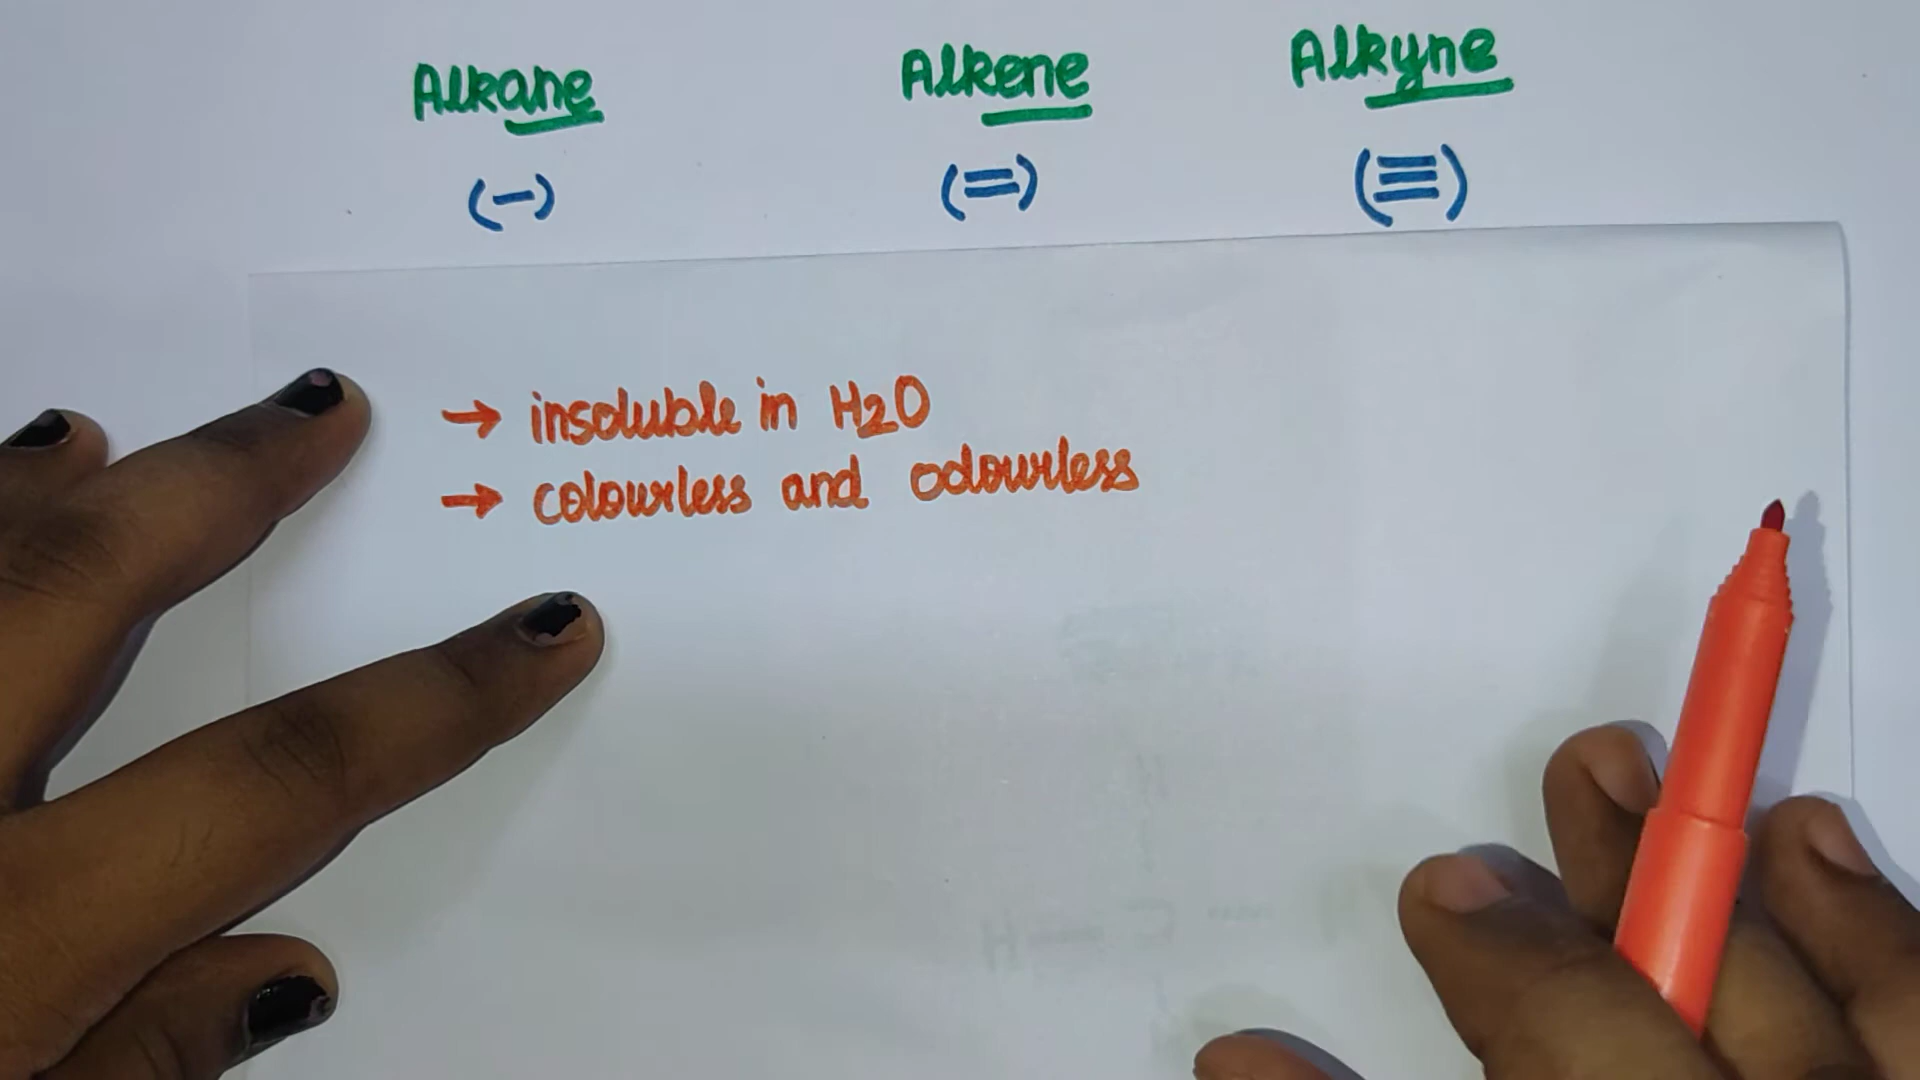 Alkane Alkene Alkyne
(-) (=) (≡)
→ insoluble in H2O
→ colourless and odourless